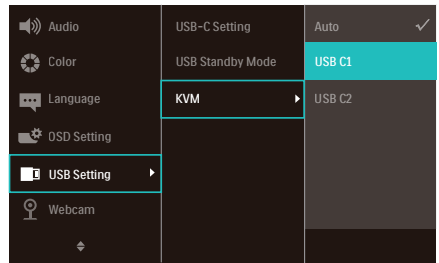 Audio
Color
Language
OSD Setting
USB Setting
Webcam
USB-C Setting
USB Standby Mode
KVM
Auto
USB C1
USB C2